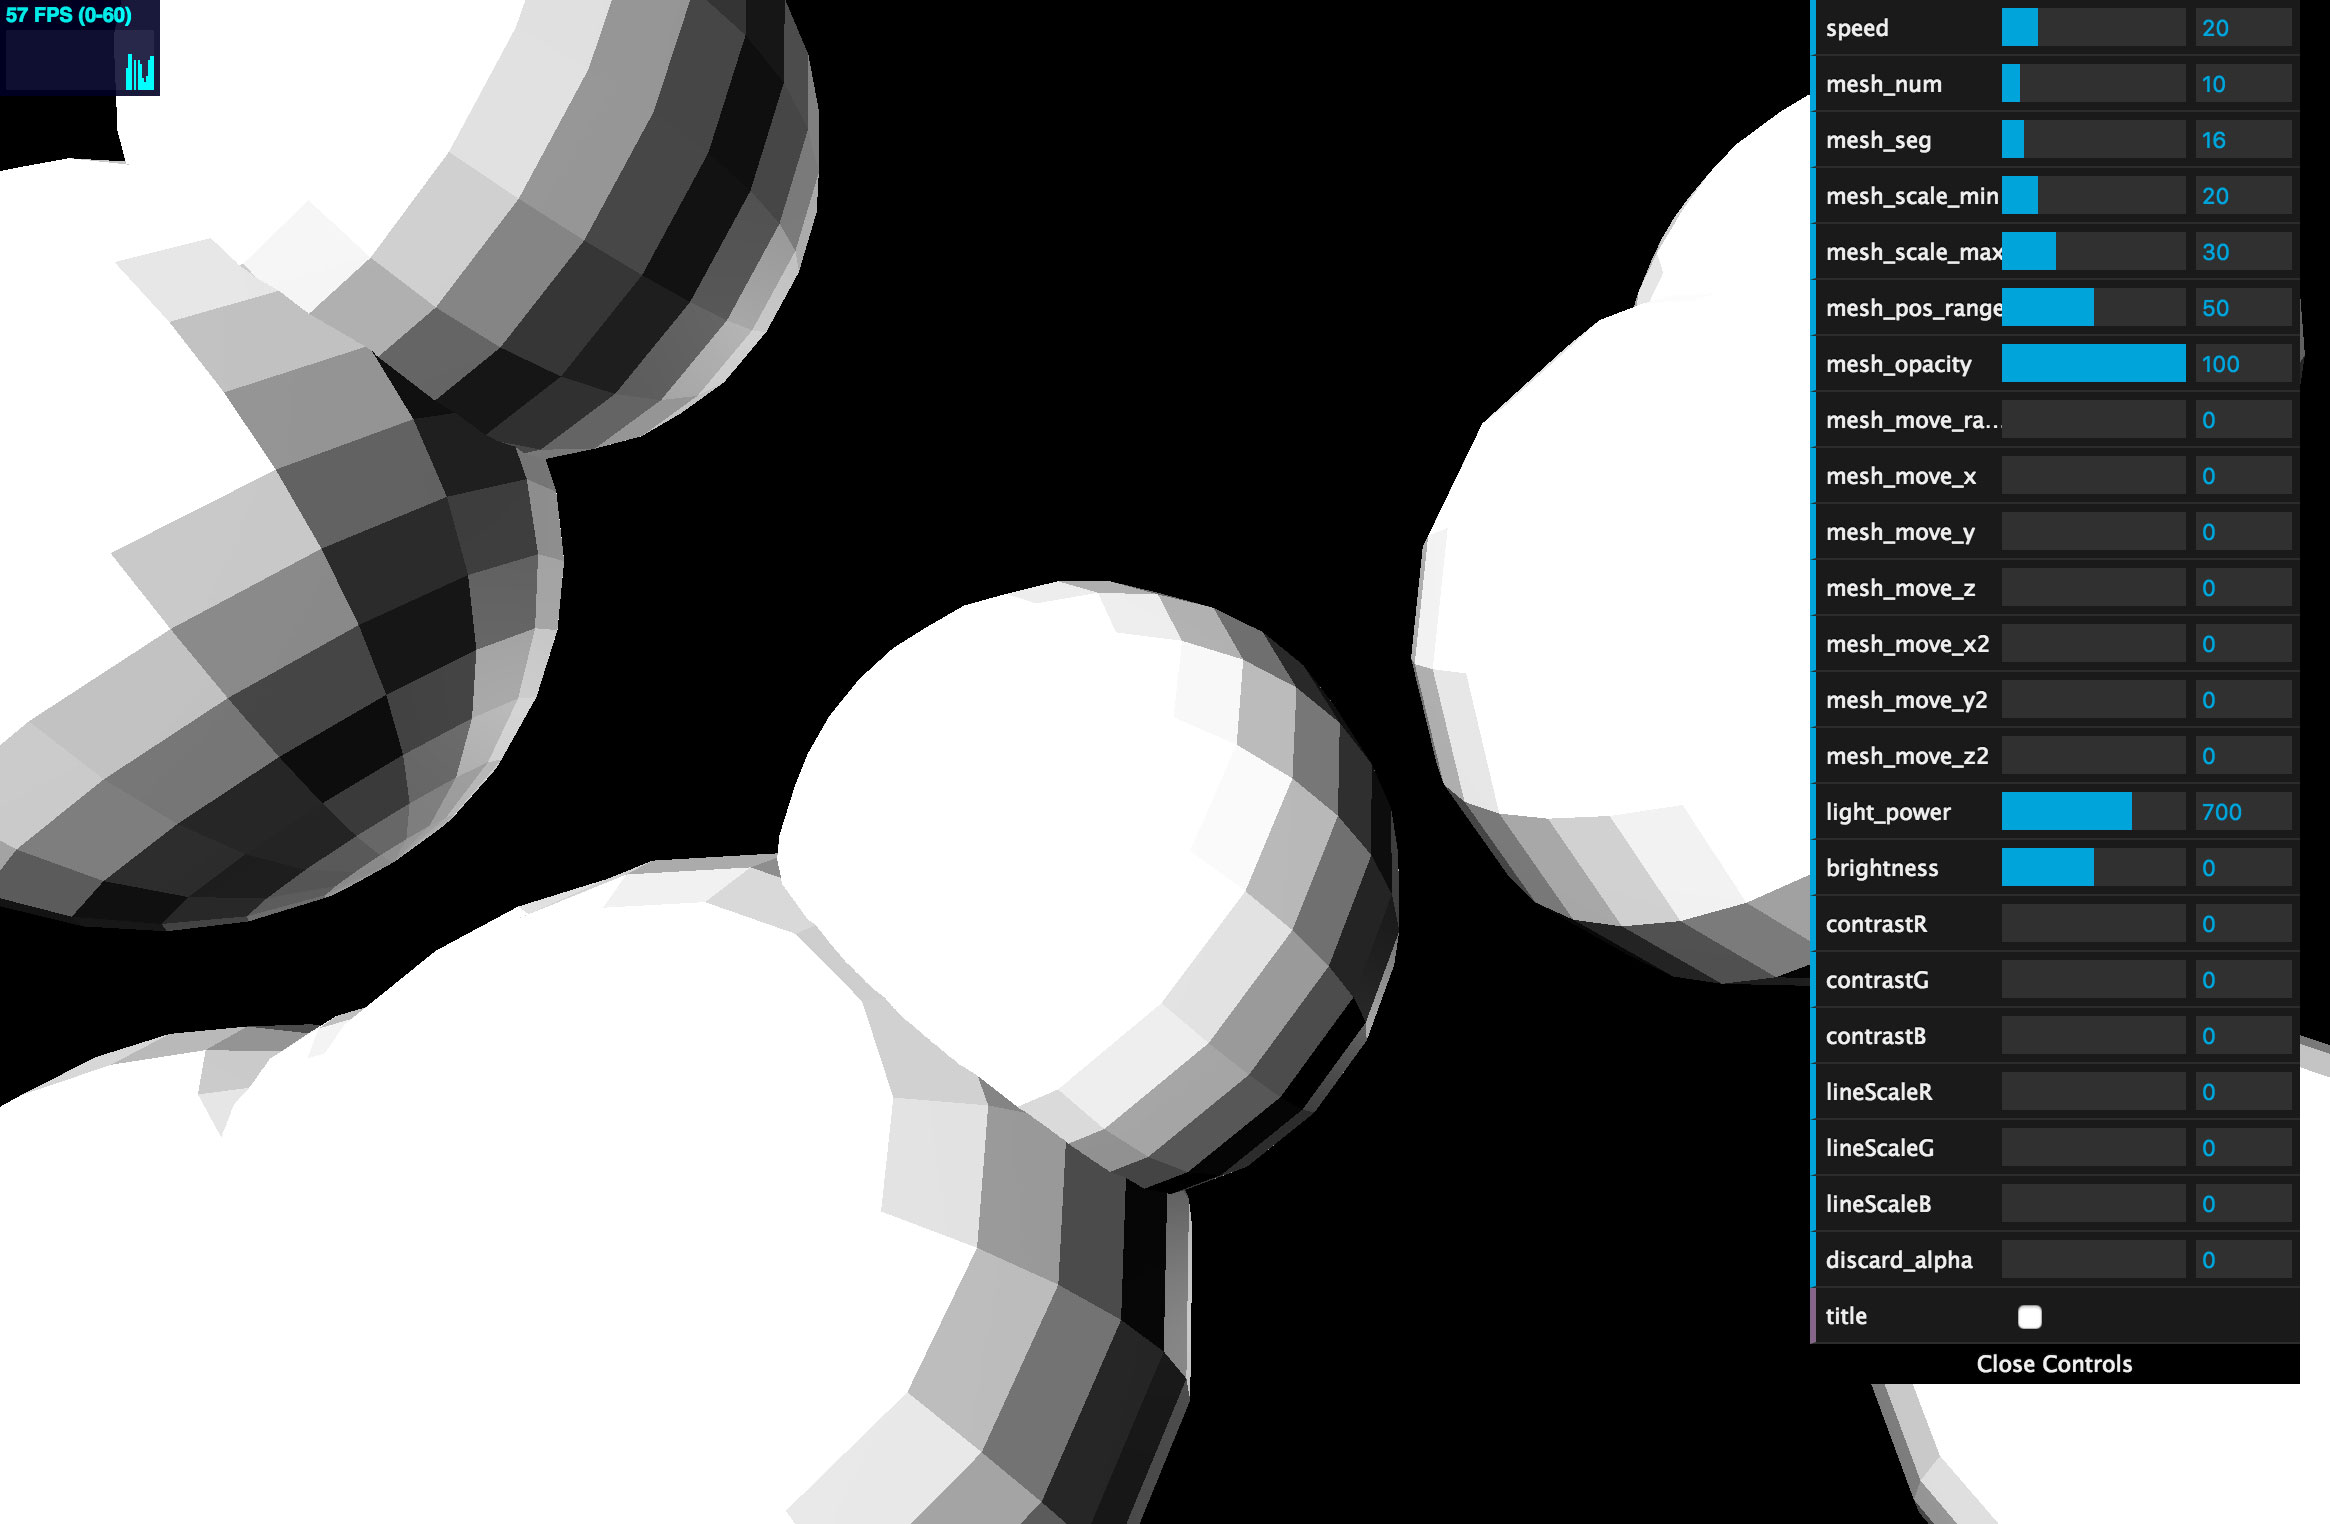 57 FPS (0-60)
speed 20
mesh_num 10
mesh_seg 16
mesh_scale_min 20
mesh_scale_max 30
mesh_pos_range 50
mesh_opacity 100
mesh_move_ra... 0
mesh_move_x 0
mesh_move_y 0
mesh_move_z 0
mesh_move_x2 0
mesh_move_y2 0
mesh_move_z2 0
light_power 700
brightness 0
contrastR 0
contrastG 0
contrastB 0
lineScaleR 0
lineScaleG 0
lineScaleB 0
discard_alpha 0
title
Close Controls